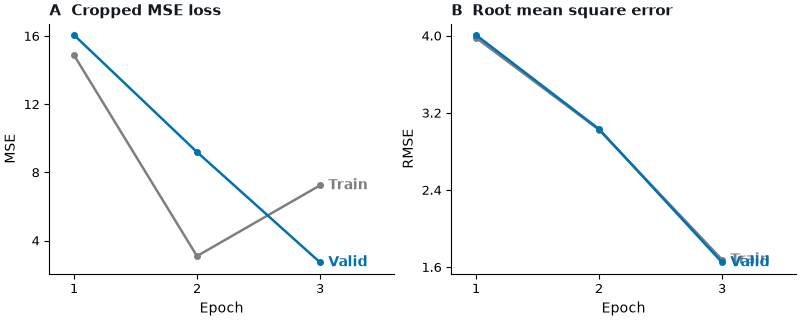 A Cropped MSE loss
16
12
8
4
MSE
Train
Valid
1 2 3
Epoch
B Root mean square error
4.0
3.2
2.4
1.6
RMSE
Train
Valid
1 2 3
Epoch